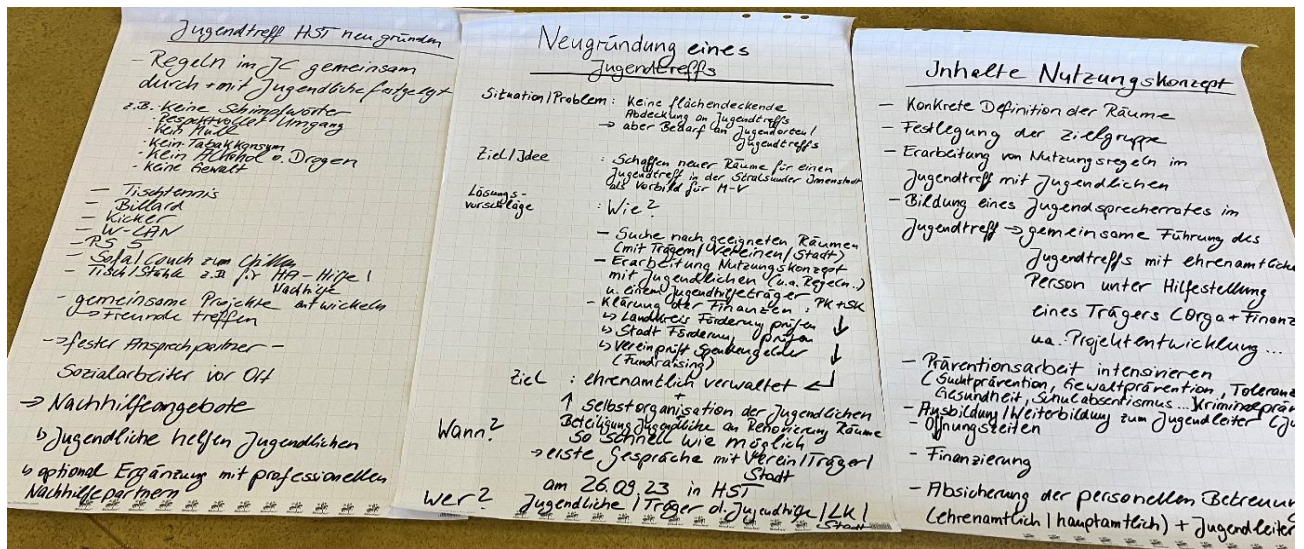 Jugendtreff HST neu gründen
- Regeln im JC gemeinsam
durch + mit Jugendliche festgelegt
z.B. · Keine Schimpfwörter
· Respektvoller Umgang
· Kein Müll
· Kein Tabakkonsum
· Kein Alkohol o. Drogen
· Keine Gewalt
- Tischtennis
- Billard
- Kicker
- W-LAN
- PS 5
- Sofa/Couch zum Chillen
- Tisch/Stühle z.B. für HA-Hilfe/
Nachhilfe
- gemeinsame Projekte entwickeln
-> Freunde treffen
-> fester Ansprechpartner -
Sozialarbeiter vor Ort
-> Nachhilfeangebote
↳ Jugendliche helfen Jugendlichen
↳ optional Ergänzung mit professionellen
Nachhilfepartnern
Neugründung eines
Jugendtreffs
Situation/Problem : Keine flächendeckende
Abdeckung an Jugendtreffs
-> aber Bedarf an Jugendorten/
Jugendtreffs
Ziel/Idee : Schaffen neuer Räume für einen
Jugendtreff in der Stralsunder Innenstadt
als Vorbild für M-V
Lösungs-
vorschläge : Wie?
- Suche nach geeigneten Räumen
(mit Trägern/Vereinen/Stadt)
- Erarbeitung Nutzungskonzept
mit Jugendlichen (u.a. Regeln..)
u. einem Jugendhilfeträger
- Klärung der Finanzen : PK + SK
↳ Landkreis Förderung prüfen ↓
↳ Stadt Förderung prüfen
↳ Verein prüft Spendengelder ↓
(Fundraising)
Ziel : ehrenamtlich verwaltet ↵
+
↑ Selbstorganisation der Jugendlichen
Beteiligung Jugendliche an Renovierung Räume
Wann? So schnell wie möglich
-> erste Gespräche mit Verein/Träger/
Stadt
am 26.09.23 in HST
Wer? Jugendliche/Träger d. Jugendhilfe/LK/
Stadt
Inhalte Nutzungskonzept
- Konkrete Definition der Räume
- Festlegung der Zielgruppe
- Erarbeitung von Nutzungsregeln im
Jugendtreff mit Jugendlichen
- Bildung eines Jugendsprecherrates im
Jugendtreff -> gemeinsame Führung des
Jugendtreffs mit ehrenamtliche
Person unter Hilfestellung
eines Trägers (Orga + Finanz
u.a. Projektentwicklung ...
- Präventionsarbeit intensivieren
(Suchtprävention, Gewaltprävention, Toleranz
Gesundheit, Schulabsentismus ... Kriminalprä
- Ausbildung/Weiterbildung zum Jugendleiter (Ju
- Öffnungszeiten
- Finanzierung
- Absicherung der personellen Betreuun
(ehrenamtlich/hauptamtlich) + Jugendleiter